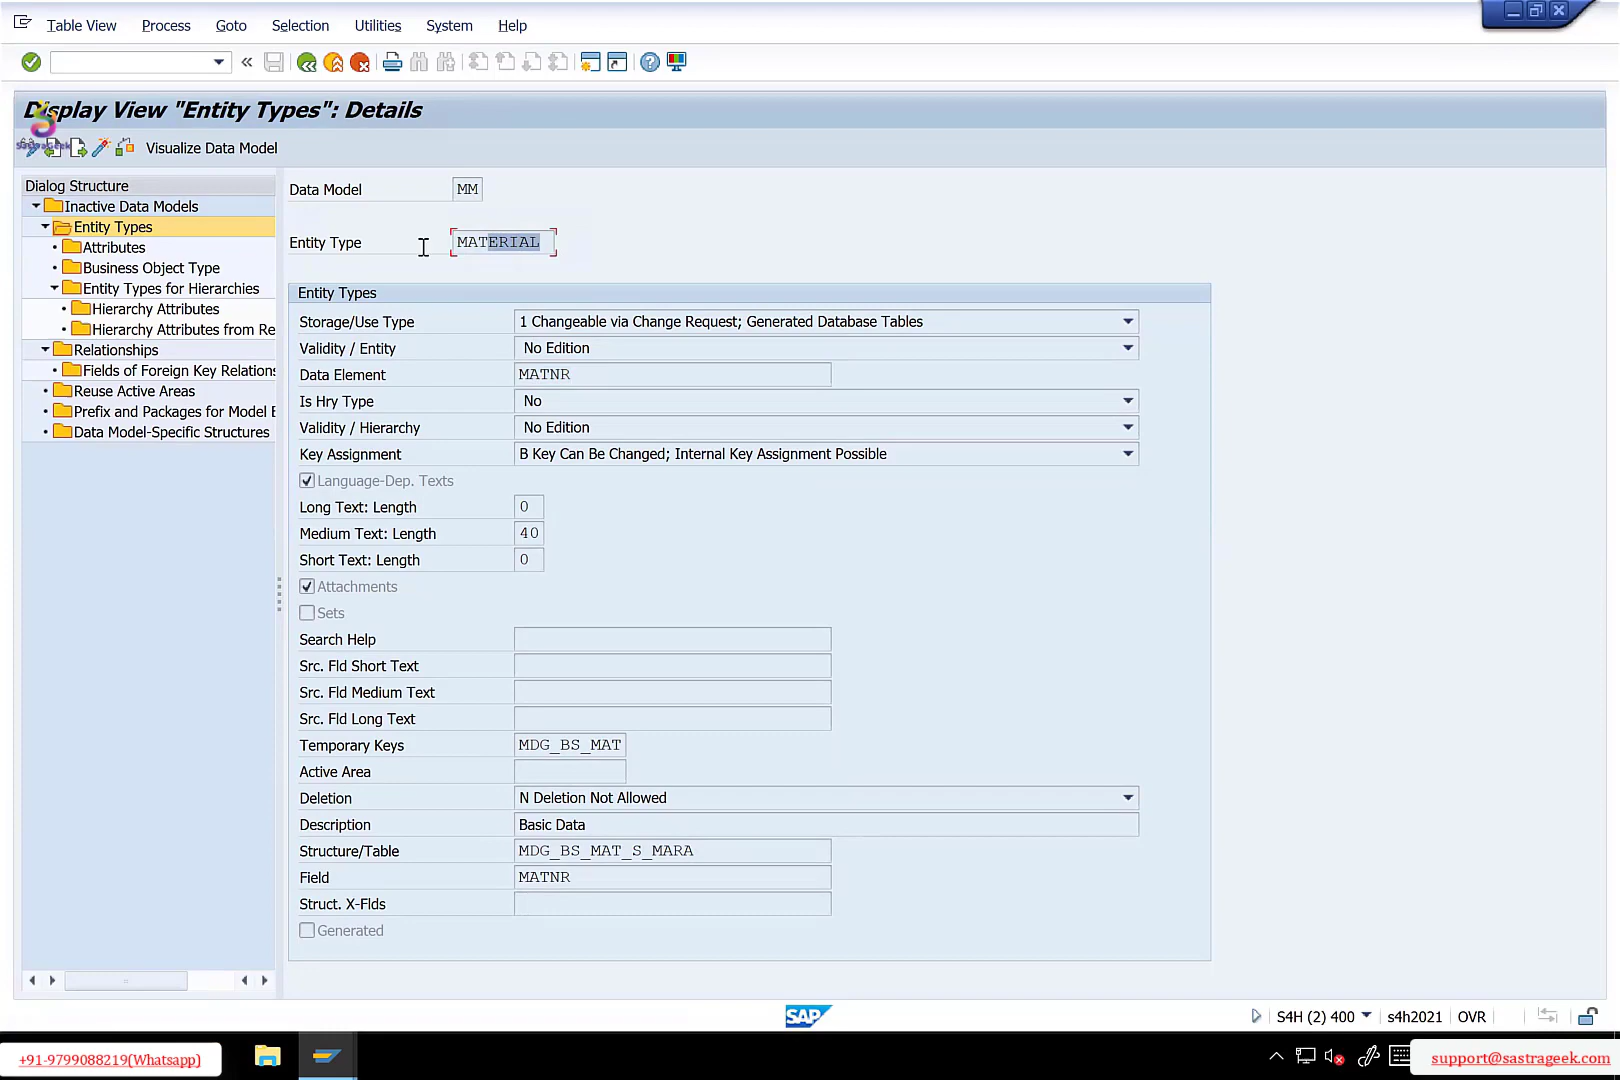 Table View Process Goto Selection Utilities System Help
Display View "Entity Types": Details
SastraGeek
Visualize Data Model
Dialog Structure
Inactive Data Models
Entity Types
Attributes
Business Object Type
Entity Types for Hierarchies
Hierarchy Attributes
Hierarchy Attributes from Re
Relationships
Fields of Foreign Key Relations
Reuse Active Areas
Prefix and Packages for Model E
Data Model-Specific Structures
Data Model MM
Entity Type MATERIAL
Entity Types
Storage/Use Type 1 Changeable via Change Request; Generated Database Tables
Validity / Entity No Edition
Data Element MATNR
Is Hry Type No
Validity / Hierarchy No Edition
Key Assignment B Key Can Be Changed; Internal Key Assignment Possible
Language-Dep. Texts
Long Text: Length 0
Medium Text: Length 40
Short Text: Length 0
Attachments
Sets
Search Help
Src. Fld Short Text
Src. Fld Medium Text
Src. Fld Long Text
Temporary Keys MDG_BS_MAT
Active Area
Deletion N Deletion Not Allowed
Description Basic Data
Structure/Table MDG_BS_MAT_S_MARA
Field MATNR
Struct. X-Flds
Generated
SAP
S4H (2) 400 s4h2021 OVR
+91-9799088219(Whatsapp)
support@sastrageek.com